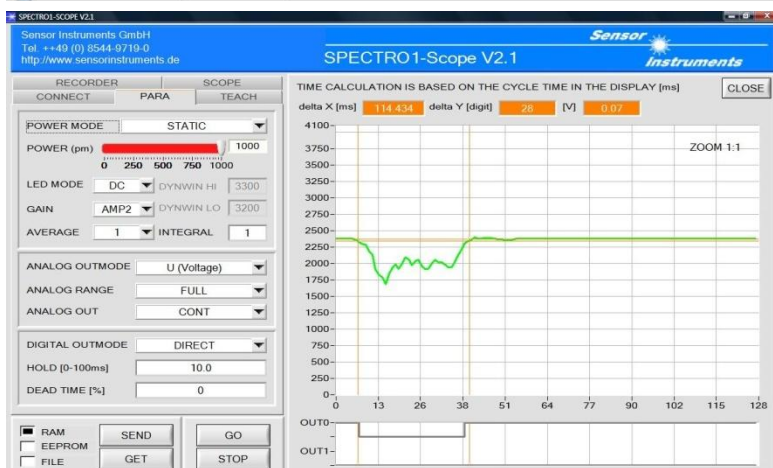 SPECTRO1-SCOPE V2.1
Sensor Instruments GmbH
Tel. ++49 (0) 8544-9719-0
http://www.sensorinstruments.de
SPECTRO1-Scope V2.1
Sensor
Instruments
RECORDER SCOPE
CONNECT PARA TEACH
POWER MODE STATIC
POWER (pm) 1000
0 250 500 750 1000
LED MODE DC DYNWIN HI 3300
GAIN AMP2 DYNWIN LO 3200
AVERAGE 1 INTEGRAL 1
ANALOG OUTMODE U (Voltage)
ANALOG RANGE FULL
ANALOG OUT CONT
DIGITAL OUTMODE DIRECT
HOLD [0-100ms] 10.0
DEAD TIME [%] 0
RAM
EEPROM
FILE
SEND GO
GET STOP
TIME CALCULATION IS BASED ON THE CYCLE TIME IN THE DISPLAY [ms]
CLOSE
delta X [ms] 114.434 delta Y [digit] 28 [V] 0.07
ZOOM 1:1
4100
3750
3500
3250
3000
2750
2500
2250
2000
1750
1500
1250
1000
750
500
250
0
0 13 26 38 51 64 77 90 102 115 128
OUT0
OUT1